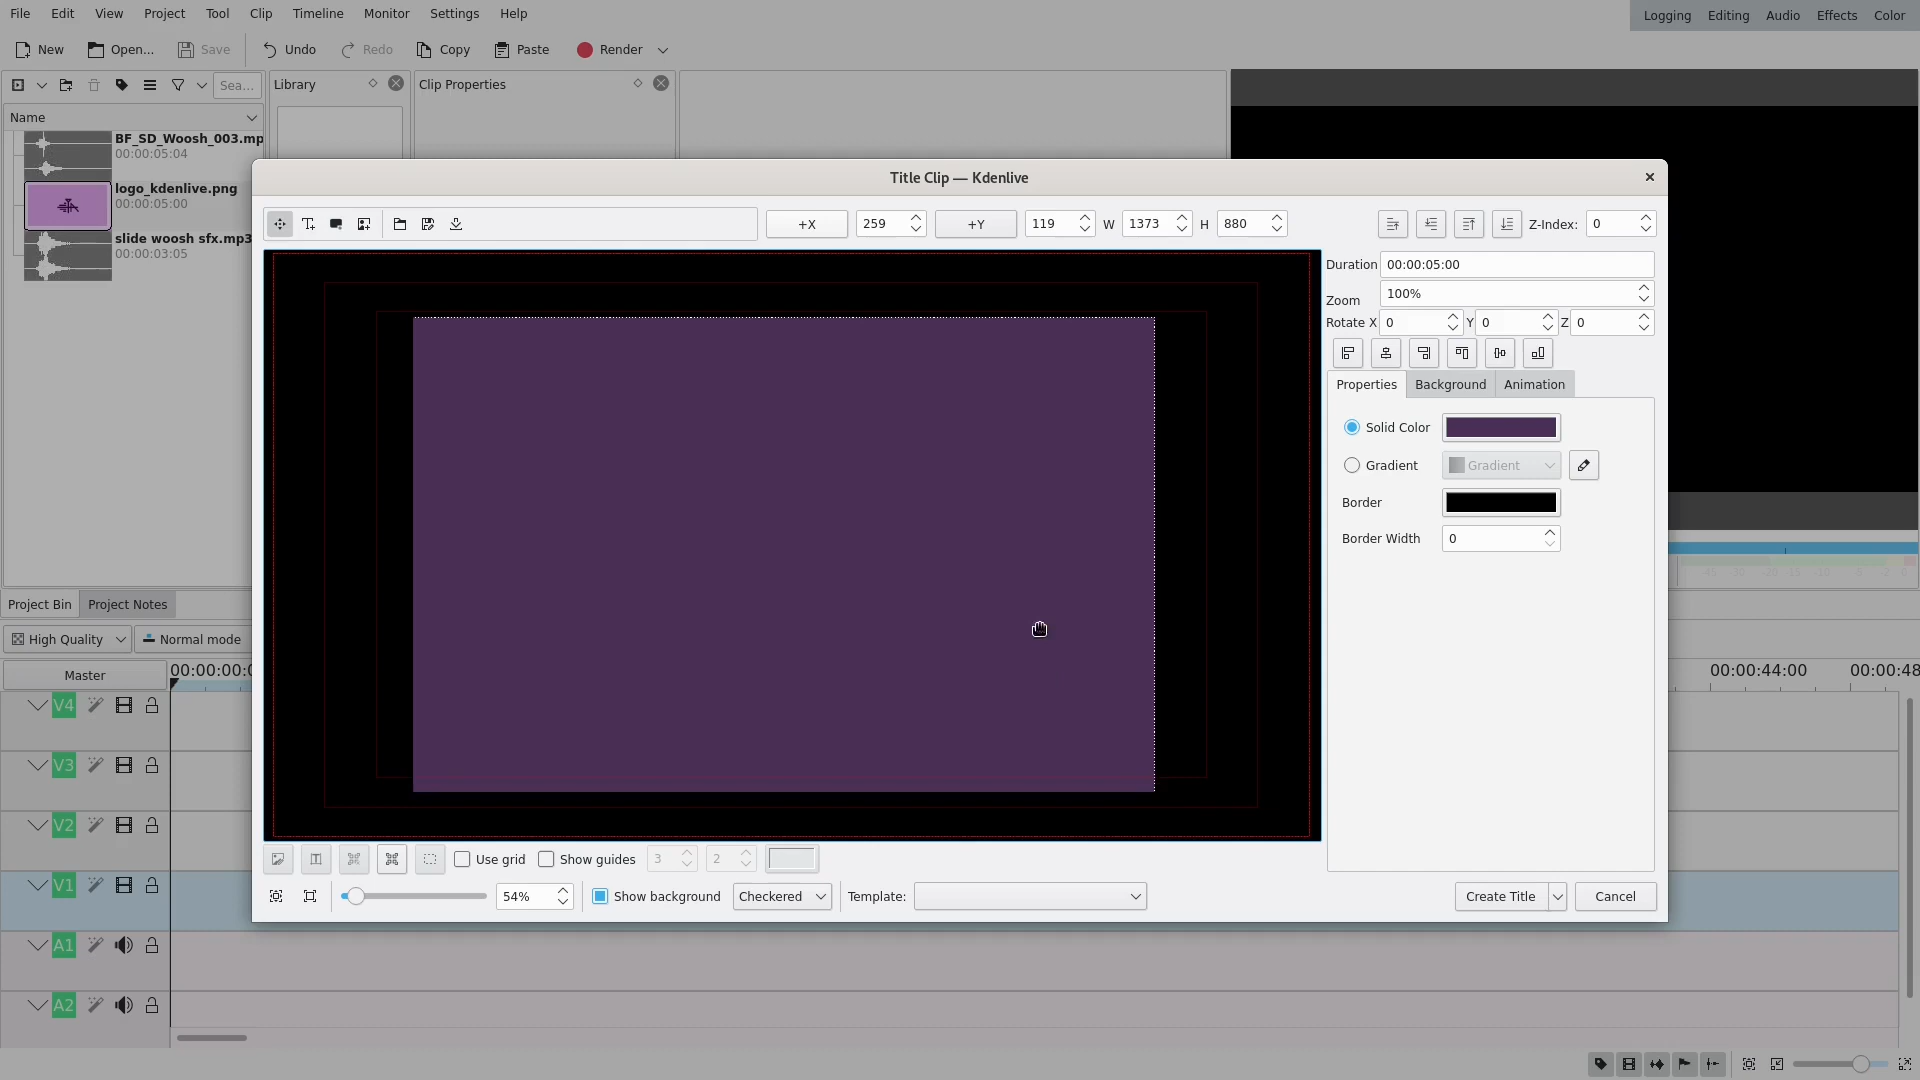 File Edit View Project Tool Clip Timeline Monitor Settings Help
Logging Editing Audio Effects Color
New Open... Save Undo Redo Copy Paste Render
Sea... Library Clip Properties
Name
BF_SD_Woosh_003.mp
00:00:05:04
logo_kdenlive.png
00:00:05:00
slide woosh sfx.mp3
00:00:03:05
Title Clip — Kdenlive
+X 259 +Y 119 W 1373 H 880 Z-Index: 0
Duration 00:00:05:00
Zoom 100%
Rotate X 0 Y 0 Z 0
Properties Background Animation
Solid Color
Gradient Gradient
Border
Border Width 0
Use grid Show guides 3 2
54% Show background Checkered Template: Create Title Cancel
Project Bin Project Notes
High Quality Normal mode
Master 00:00:00:0 00:00:44:00 00:00:48
V4
V3
V2
V1
A1
A2